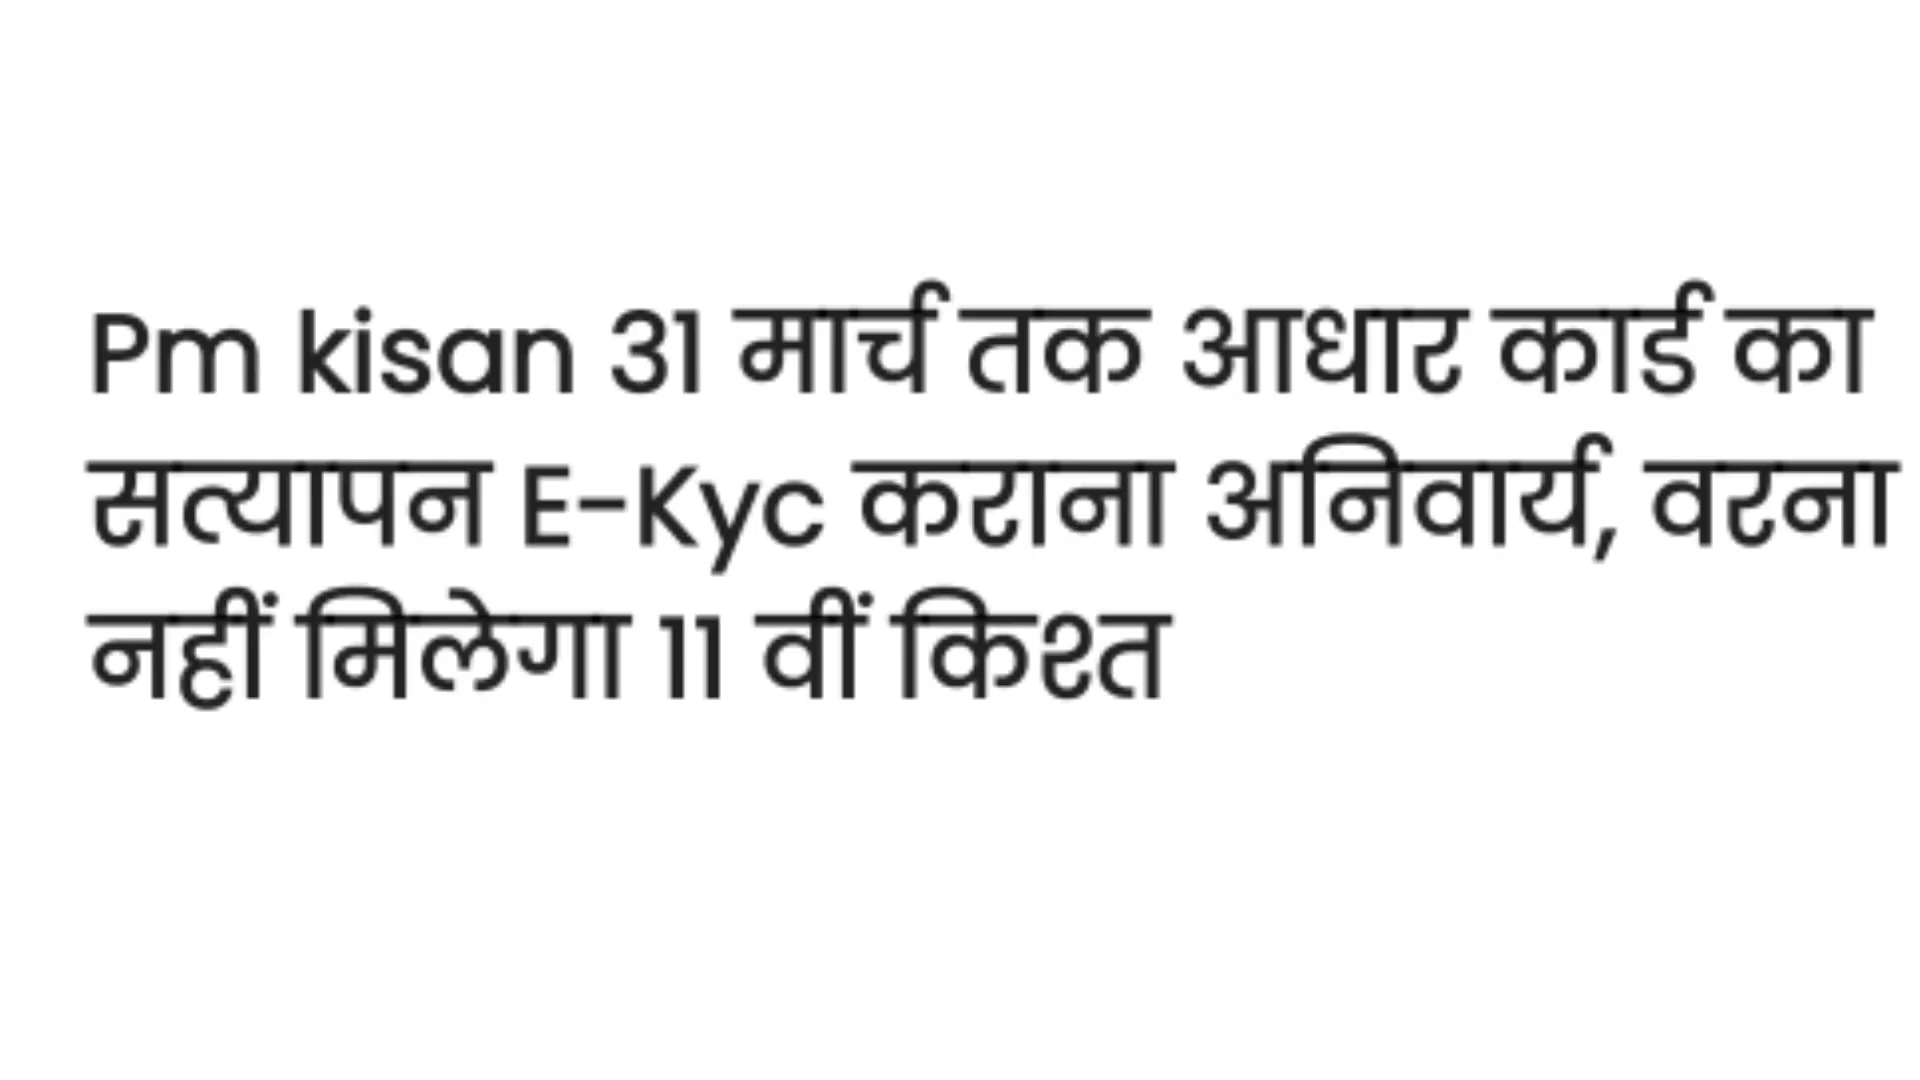 Pm kisan 31 मार्च तक आधार कार्ड का
सत्यापन E-Kyc कराना अनिवार्य, वरना
नहीं मिलेगा 11 वीं किश्त